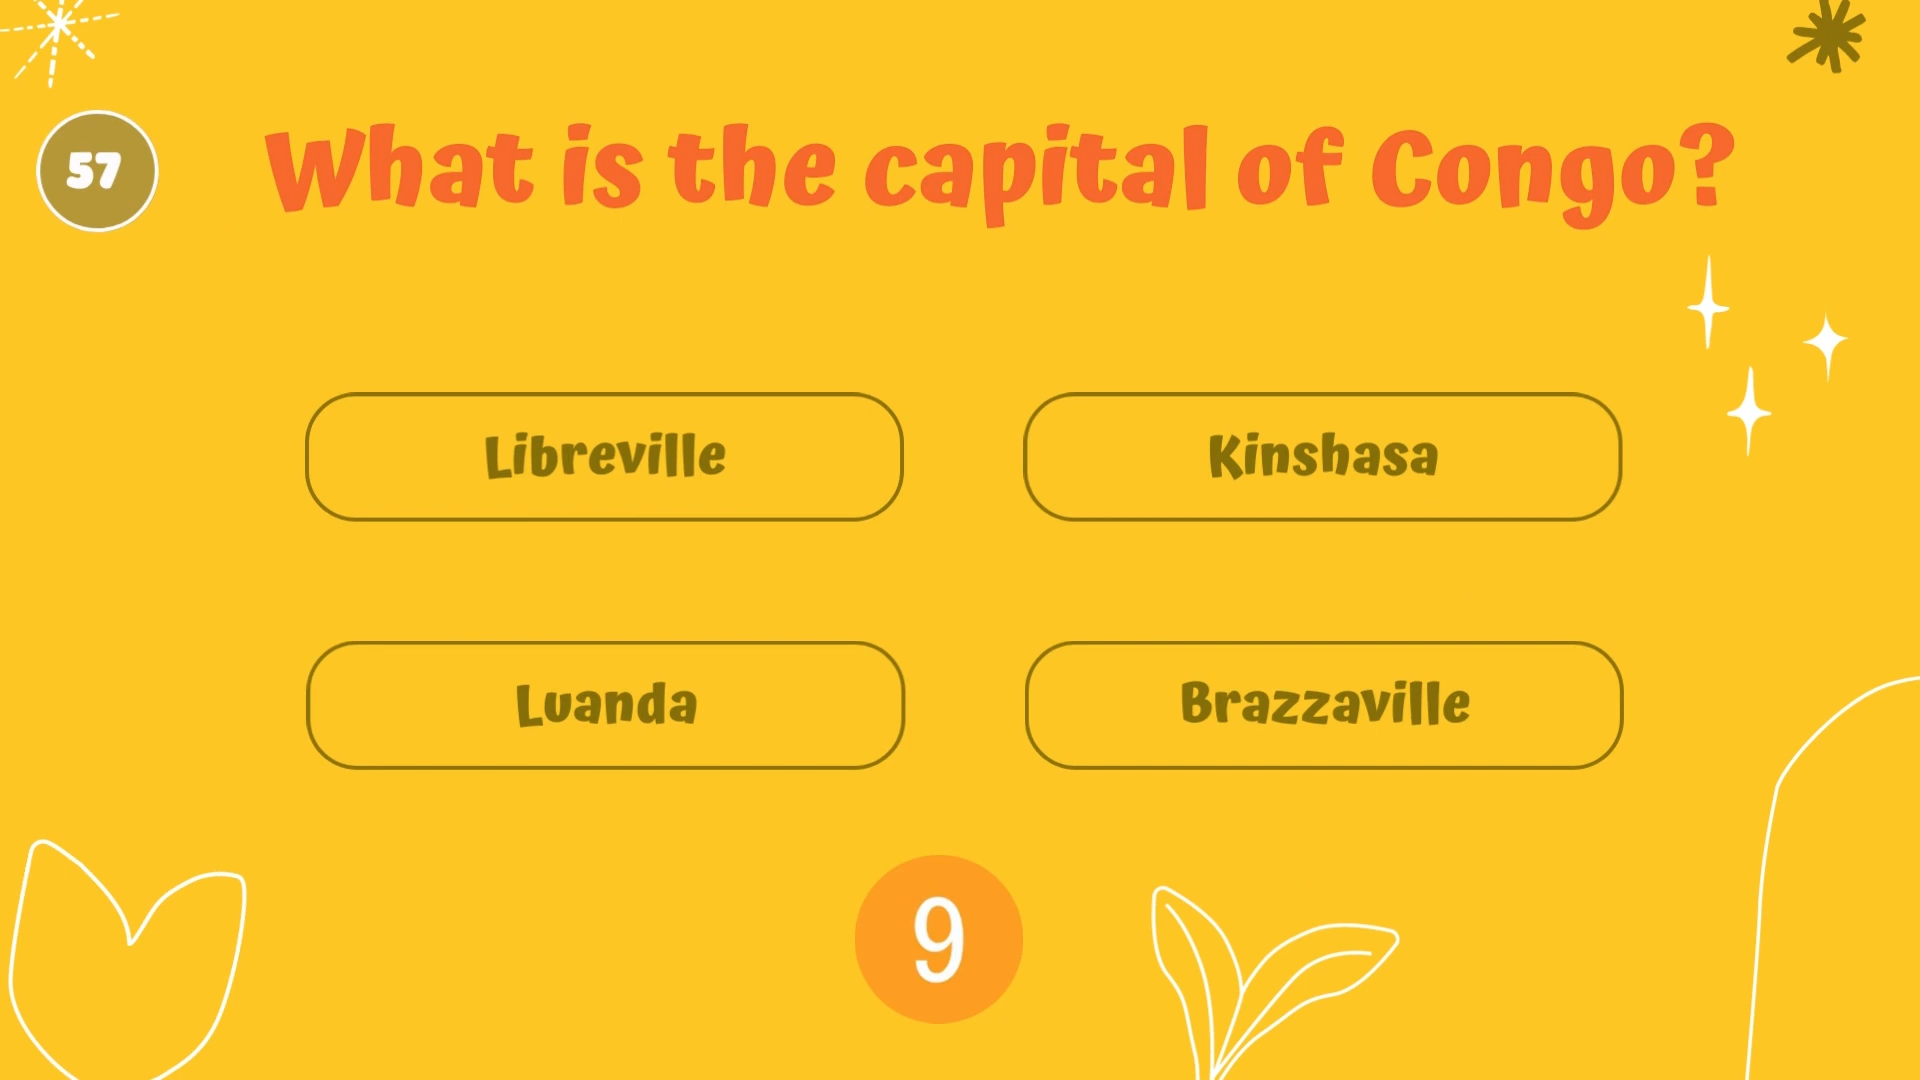 57
What is the capital of Congo?
Libreville
Kinshasa
Luanda
Brazzaville
9